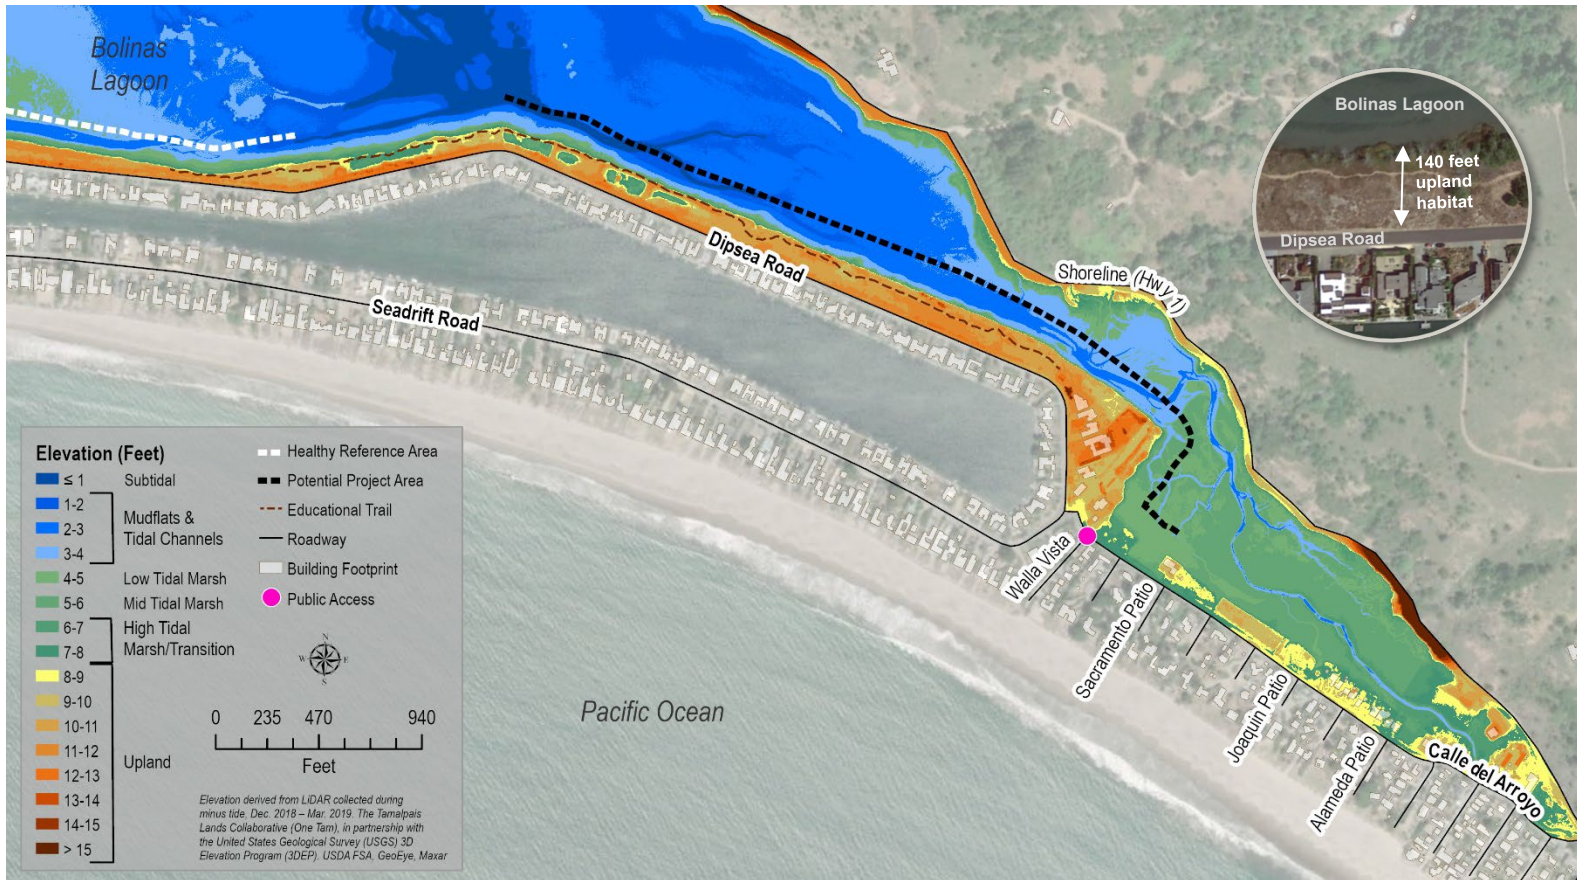 Bolinas
Lagoon
Bolinas Lagoon
140 feet
upland
habitat
Dipsea Road
Shoreline (Hwy 1)
Dipsea Road
Seadrift Road
Walla Vista
Sacramento Patio
Joaquin Patio
Alameda Patio
Calle del Arroyo
Pacific Ocean
Elevation (Feet)
≤ 1 Subtidal
1-2
2-3
3-4
Mudflats &
Tidal Channels
4-5 Low Tidal Marsh
5-6 Mid Tidal Marsh
6-7
7-8
High Tidal
Marsh/Transition
8-9
9-10
10-11
11-12
12-13
13-14
14-15
> 15
Upland
Healthy Reference Area
Potential Project Area
Educational Trail
Roadway
Building Footprint
Public Access
N
W E
S
0 235 470 940
Feet
Elevation derived from LiDAR collected during
minus tide, Dec. 2018 – Mar. 2019. The Tamalpais
Lands Collaborative (One Tam), in partnership with
the United States Geological Survey (USGS) 3D
Elevation Program (3DEP). USDA FSA, GeoEye, Maxar